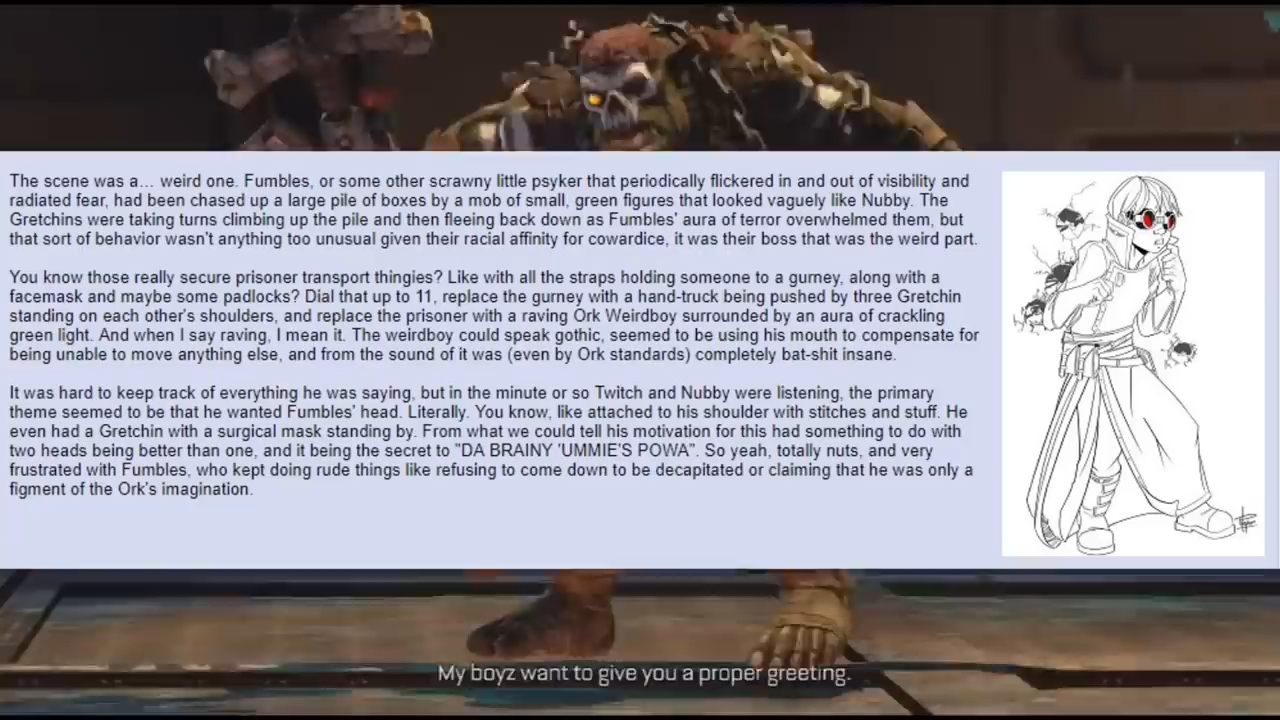 The scene was a... weird one. Fumbles, or some other scrawny little psyker that periodically flickered in and out of visibility and
radiated fear, had been chased up a large pile of boxes by a mob of small, green figures that looked vaguely like Nubby. The
Gretchins were taking turns climbing up the pile and then fleeing back down as Fumbles' aura of terror overwhelmed them, but
that sort of behavior wasn't anything too unusual given their racial affinity for cowardice, it was their boss that was the weird part.
You know those really secure prisoner transport thingies? Like with all the straps holding someone to a gurney, along with a
facemask and maybe some padlocks? Dial that up to 11, replace the gurney with a hand-truck being pushed by three Gretchin
standing on each other's shoulders, and replace the prisoner with a raving Ork Weirdboy surrounded by an aura of crackling
green light. And when I say raving, I mean it. The weirdboy could speak gothic, seemed to be using his mouth to compensate for
being unable to move anything else, and from the sound of it was (even by Ork standards) completely bat-shit insane.
It was hard to keep track of everything he was saying, but in the minute or so Twitch and Nubby were listening, the primary
theme seemed to be that he wanted Fumbles' head. Literally. You know, like attached to his shoulder with stitches and stuff. He
even had a Gretchin with a surgical mask standing by. From what we could tell his motivation for this had something to do with
two heads being better than one, and it being the secret to "DA BRAINY 'UMMIE'S POWA". So yeah, totally nuts, and very
frustrated with Fumbles, who kept doing rude things like refusing to come down to be decapitated or claiming that he was only a
figment of the Ork's imagination.
My boyz want to give you a proper greeting.